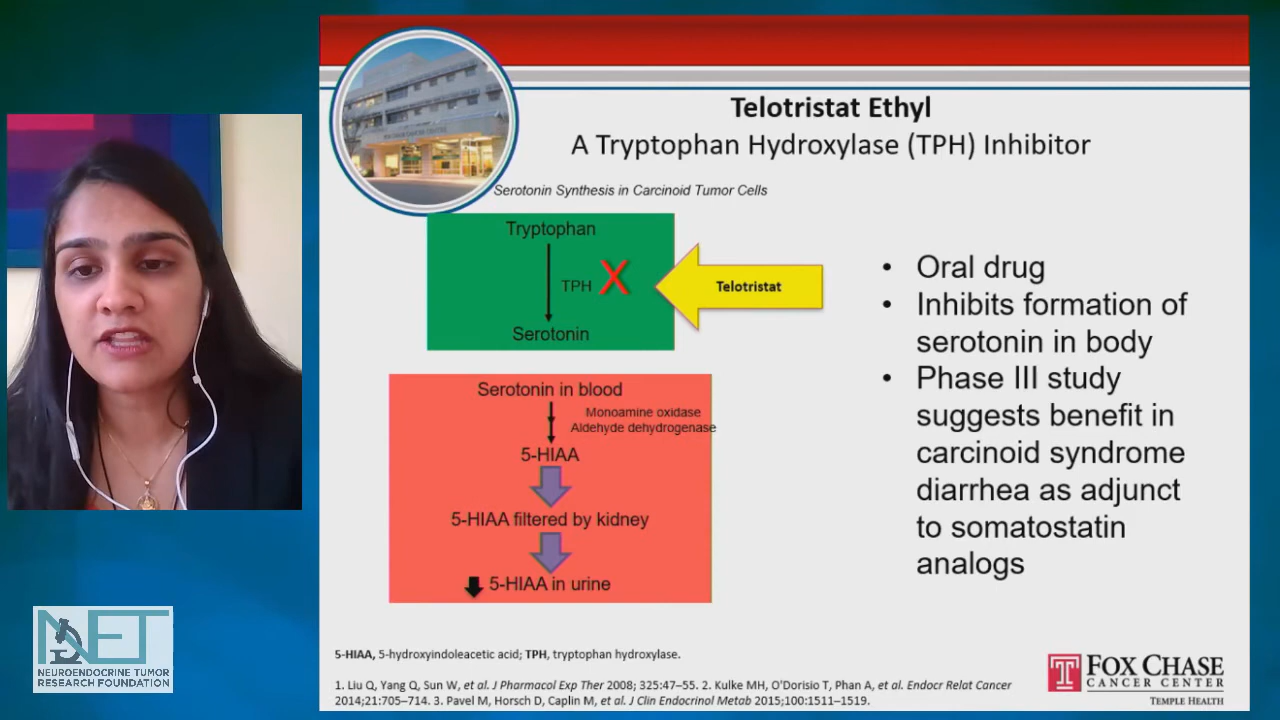 Telotristat Ethyl
A Tryptophan Hydroxylase (TPH) Inhibitor
Serotonin Synthesis in Carcinoid Tumor Cells
Tryptophan
TPH X
Telotristat
Serotonin
Serotonin in blood
Monoamine oxidase
Aldehyde dehydrogenase
5-HIAA
5-HIAA filtered by kidney
5-HIAA in urine
• Oral drug
• Inhibits formation of
serotonin in body
• Phase III study
suggests benefit in
carcinoid syndrome
diarrhea as adjunct
to somatostatin
analogs
5-HIAA, 5-hydroxyindoleacetic acid; TPH, tryptophan hydroxylase.
1. Liu Q, Yang Q, Sun W, et al. J Pharmacol Exp Ther 2008; 325:47–55. 2. Kulke MH, O'Dorisio T, Phan A, et al. Endocr Relat Cancer
2014;21:705–714. 3. Pavel M, Horsch D, Caplin M, et al. J Clin Endocrinol Metab 2015;100:1511–1519.
FOX CHASE
CANCER CENTER
TEMPLE HEALTH
NET
NEUROENDOCRINE TUMOR
RESEARCH FOUNDATION
FOX CHASE CANCER CENTER